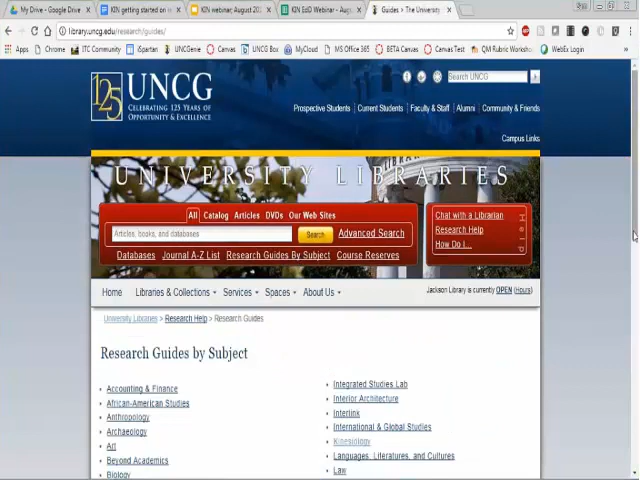 My Drive - Google Drive
KIN getting started on
KIN webinar, August 20
KIN EdD Webinar - Aug
Guides > The University
library.uncg.edu/research/guides/
Apps Chrome ITC Community iSpartan UNCGenie Canvas UNCG Box MyCloud MS Office 365 BETA Canvas Canvas Test QM Rubric Worksho WebEx Login
125
UNCG
CELEBRATING 125 YEARS OF
OPPORTUNITY & EXCELLENCE
Search UNCG
Prospective Students Current Students Faculty & Staff Alumni Community & Friends
Campus Links
UNIVERSITY LIBRARIES
All Catalog Articles DVDs Our Web Sites
Articles, books, and databases Search Advanced Search
Databases Journal A-Z List Research Guides By Subject Course Reserves
Chat with a Librarian
Research Help
How Do I...
Help
Home Libraries & Collections Services Spaces About Us
Jackson Library is currently OPEN (Hours)
University Libraries > Research Help > Research Guides
Research Guides by Subject
Accounting & Finance
African-American Studies
Anthropology
Archaeology
Art
Beyond Academics
Biology
Integrated Studies Lab
Interior Architecture
Interlink
International & Global Studies
Kinesiology
Languages, Literatures, and Cultures
Law